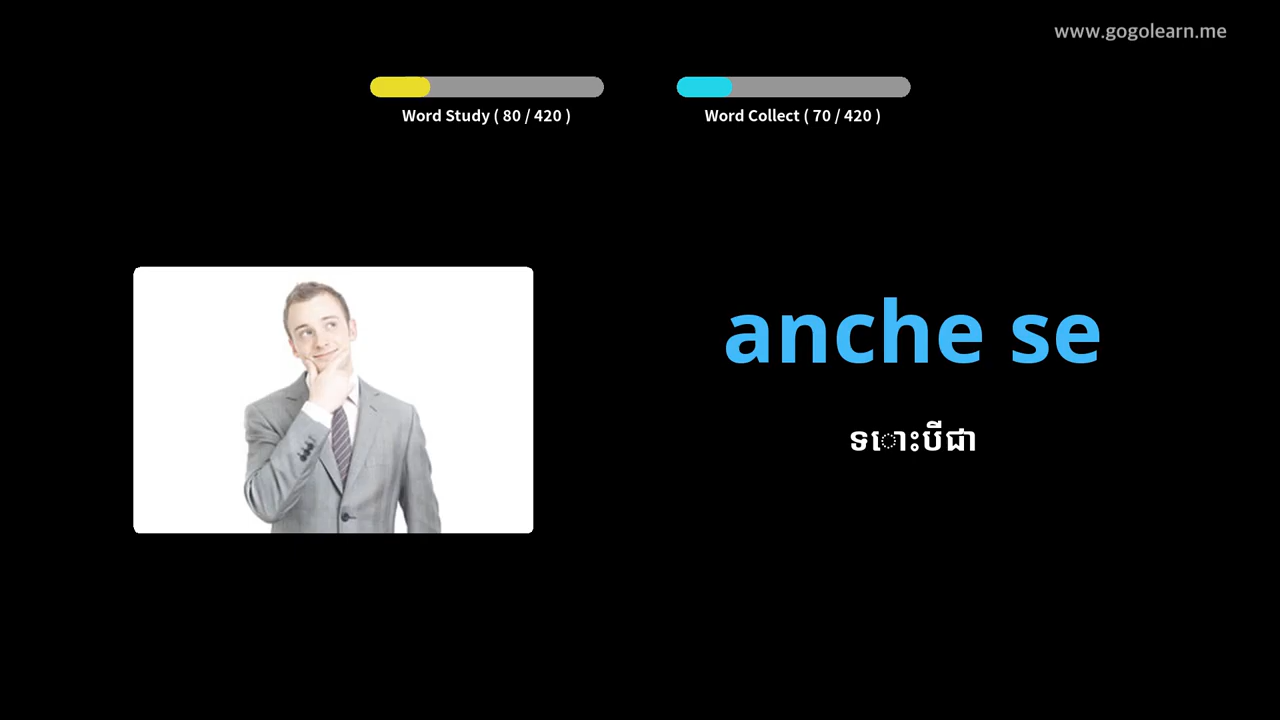 www.gogolearn.me
Word Study ( 80 / 420 )
Word Collect ( 70 / 420 )
anche se
ទោះបីជា